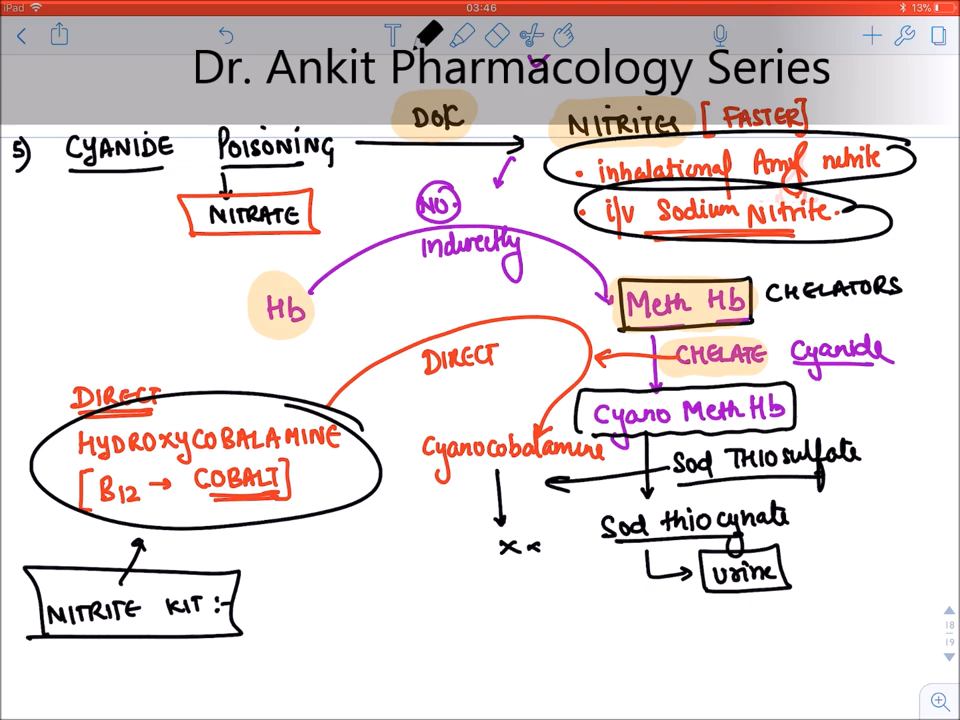 iPad
03:46
13%
Dr. Ankit Pharmacology Series
5) CYANIDE POISONING
DOC
NITRITES [FASTER]
• inhalational Amyl nitrite
• i/v Sodium Nitrite.
NITRATE
NO.
Indirectly
Hb
Meth Hb
CHELATORS
CHELATE Cyanide
DIRECT
Cyano Meth Hb
DIRECT
HYDROXYCOBALAMINE
[B12 → COBALT]
Cyanocobalamine
Sod THIOSulfate
Sod thiocynate
urine
NITRITE KIT :-
18
19